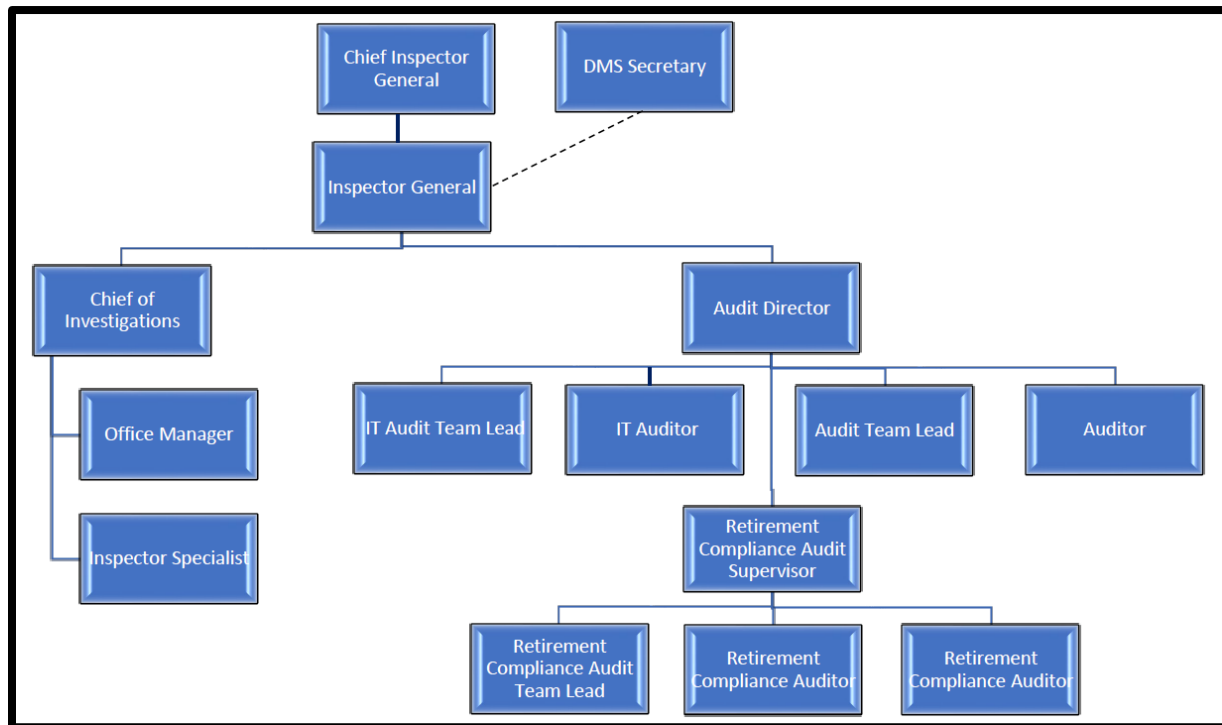 Chief Inspector
General
DMS Secretary
Inspector General
Chief of
Investigations
Audit Director
Office Manager
Inspector Specialist
IT Audit Team Lead
IT Auditor
Audit Team Lead
Auditor
Retirement
Compliance Audit
Supervisor
Retirement
Compliance Audit
Team Lead
Retirement
Compliance Auditor
Retirement
Compliance Auditor